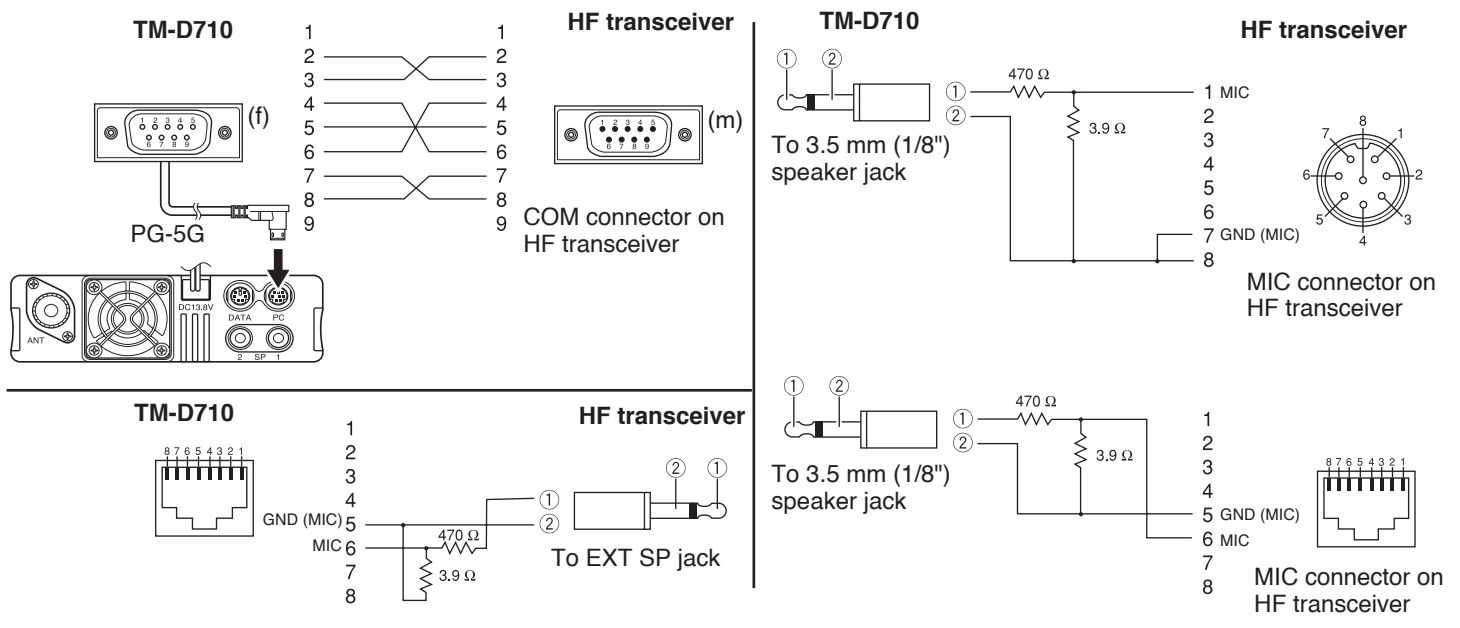 TM-D710
HF transceiver
1 1
2 2
3 3
4 4
5 5
6 6
7 7
8 8
9 9
1 2 3 4 5
6 7 8 9
(f)
1 2 3 4 5
6 7 8 9
(m)
PG-5G
COM connector on
HF transceiver
ANT
DC13.8V
DATA PC
2 SP 1
TM-D710
HF transceiver
8 7 6 5 4 3 2 1
1
2
3
4
GND (MIC) 5
MIC 6
7
8
470 Ω
3.9 Ω
① 
②
② ①
To EXT SP jack
TM-D710
HF transceiver
① ②
To 3.5 mm (1/8")
speaker jack
①
②
470 Ω
3.9 Ω
1 MIC
2
3
4
5
6
7 GND (MIC)
8
8
7 1
6 2
5 3
4
MIC connector on
HF transceiver
① ②
To 3.5 mm (1/8")
speaker jack
①
②
470 Ω
3.9 Ω
1
2
3
4
5 GND (MIC)
6 MIC
7
8
8 7 6 5 4 3 2 1
MIC connector on
HF transceiver